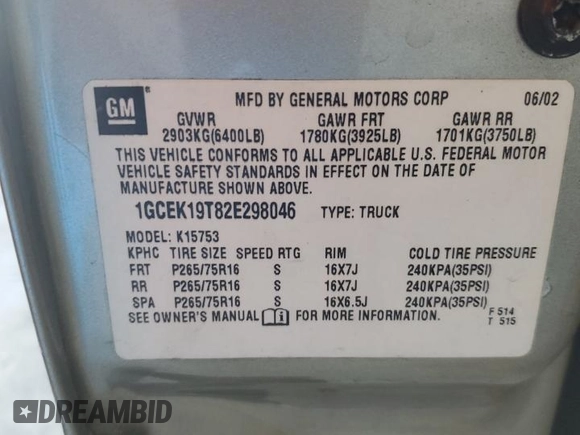 GM ®
MFD BY GENERAL MOTORS CORP 06/02
GVWR GAWR FRT GAWR RR
2903KG(6400LB) 1780KG(3925LB) 1701KG(3750LB)
THIS VEHICLE CONFORMS TO ALL APPLICABLE U.S. FEDERAL MOTOR
VEHICLE SAFETY STANDARDS IN EFFECT ON THE DATE OF
MANUFACTURE SHOWN ABOVE.
1GCEK19T82E298046 TYPE: TRUCK
MODEL: K15753
KPHC TIRE SIZE SPEED RTG RIM COLD TIRE PRESSURE
FRT P265/75R16 S 16X7J 240KPA(35PSI)
RR P265/75R16 S 16X7J 240KPA(35PSI)
SPA P265/75R16 S 16X6.5J 240KPA(35PSI)
SEE OWNER'S MANUAL i FOR MORE INFORMATION.
F 514
T 515
DREAMBID